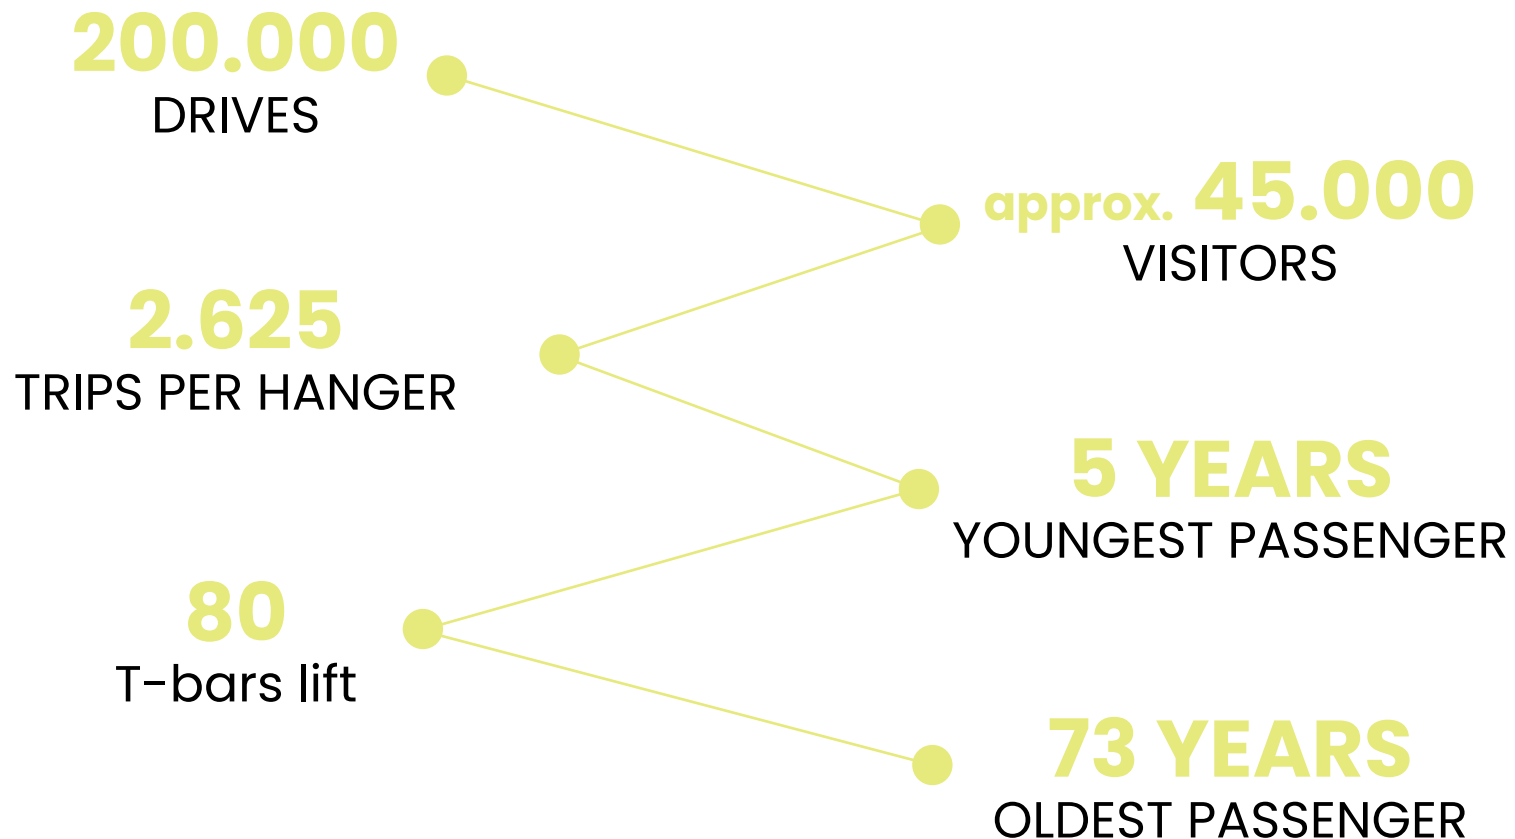 200.000
DRIVES
approx. 45.000
VISITORS
2.625
TRIPS PER HANGER
5 YEARS
YOUNGEST PASSENGER
80
T-bars lift
73 YEARS
OLDEST PASSENGER